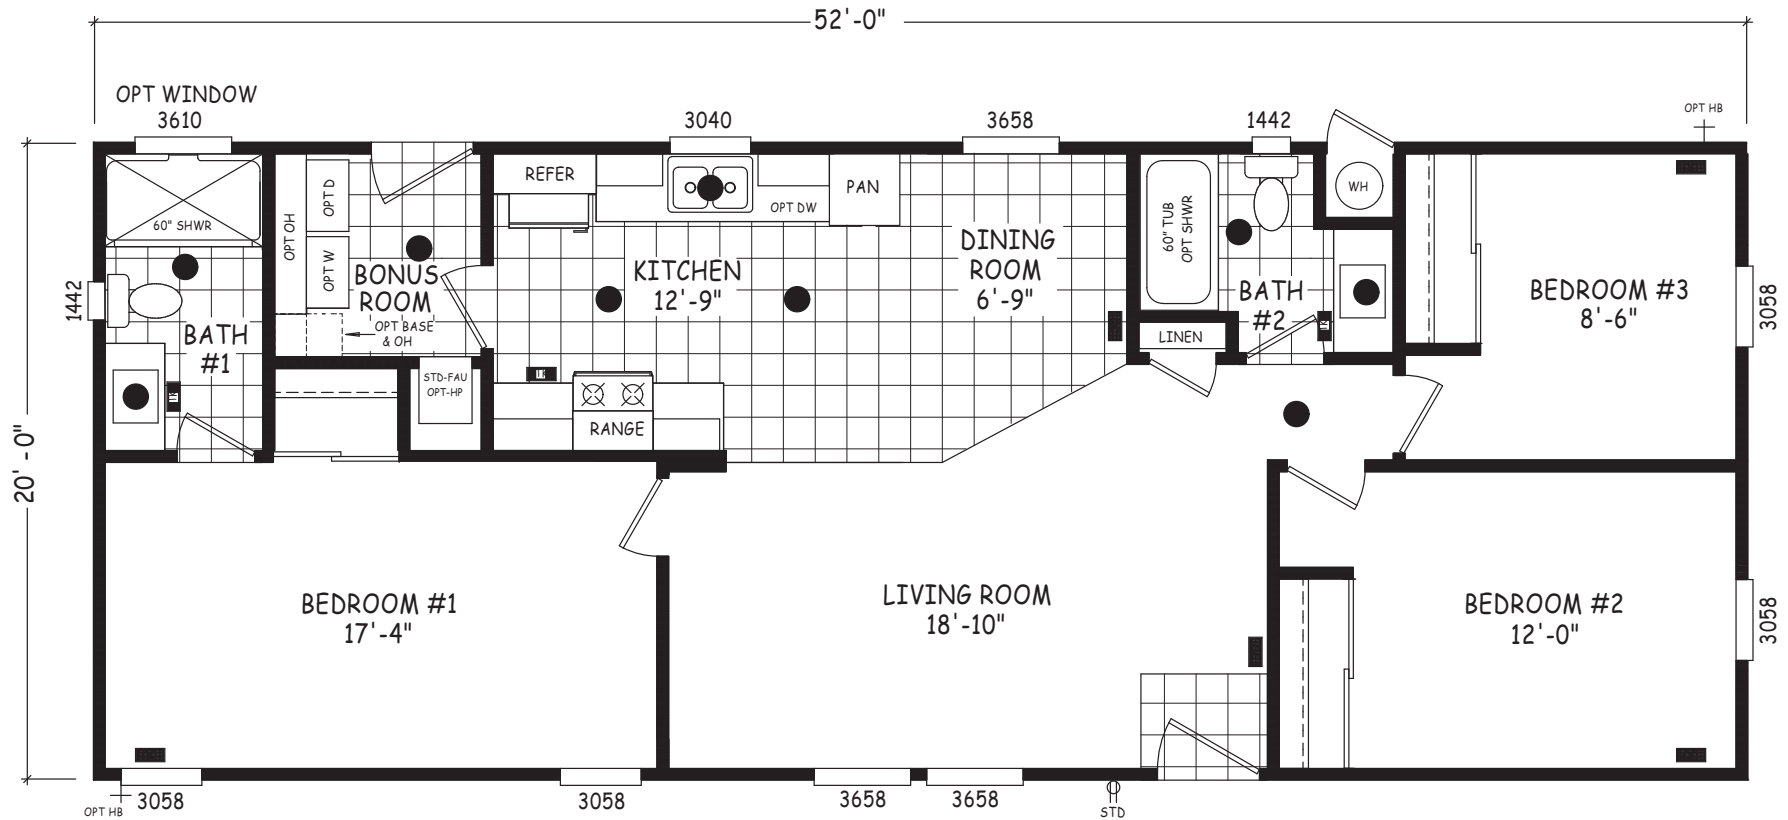 52'-0"
OPT WINDOW
3610
3040
3658
1442
OPT HB
20'-0"
1442
60" SHWR
BATH
#1
OPT OH
OPT D
OPT W
BONUS
ROOM
OPT BASE
& OH
STD-FAU
OPT-HP
REFER
OPT DW
PAN
KITCHEN
12'-9"
RANGE
DINING
ROOM
6'-9"
60" TUB
OPT SHWR
BATH
#2
LINEN
WH
BEDROOM #3
8'-6"
3058
BEDROOM #1
17'-4"
LIVING ROOM
18'-10"
BEDROOM #2
12'-0"
3058
OPT HB
3058
3058
3658
3658
STD